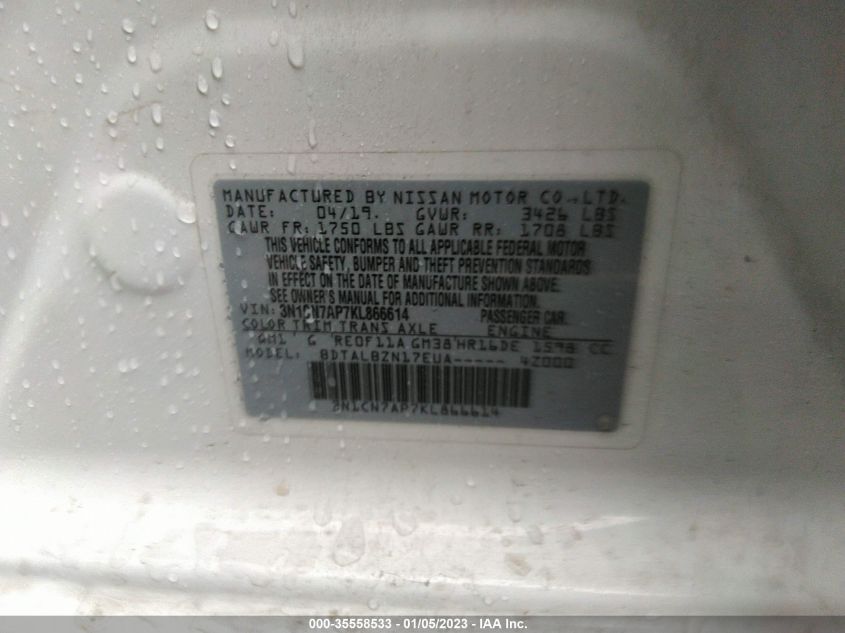 MANUFACTURED BY NISSAN MOTOR CO.,LTD.
DATE: 04/19. GVWR: 3426 LBS
GAWR FR: 1750 LBS GAWR RR: 1708 LBS
THIS VEHICLE CONFORMS TO ALL APPLICABLE FEDERAL MOTOR
VEHICLE SAFETY, BUMPER AND THEFT PREVENTION STANDARDS
IN EFFECT ON THE DATE OF MANUFACTURE SHOWN ABOVE.
SEE OWNER'S MANUAL FOR ADDITIONAL INFORMATION.
VIN: 3N1CN7AP7KL866614 PASSENGER CAR
COLOR TRIM TRANS AXLE ENGINE
G RE0F11A GM38 HR16DE 1598 CC
MODEL: BDTALBZN17EUA----- 42000
3N1CN7AP7KL866614
000-35558533 - 01/05/2023 - IAA Inc.